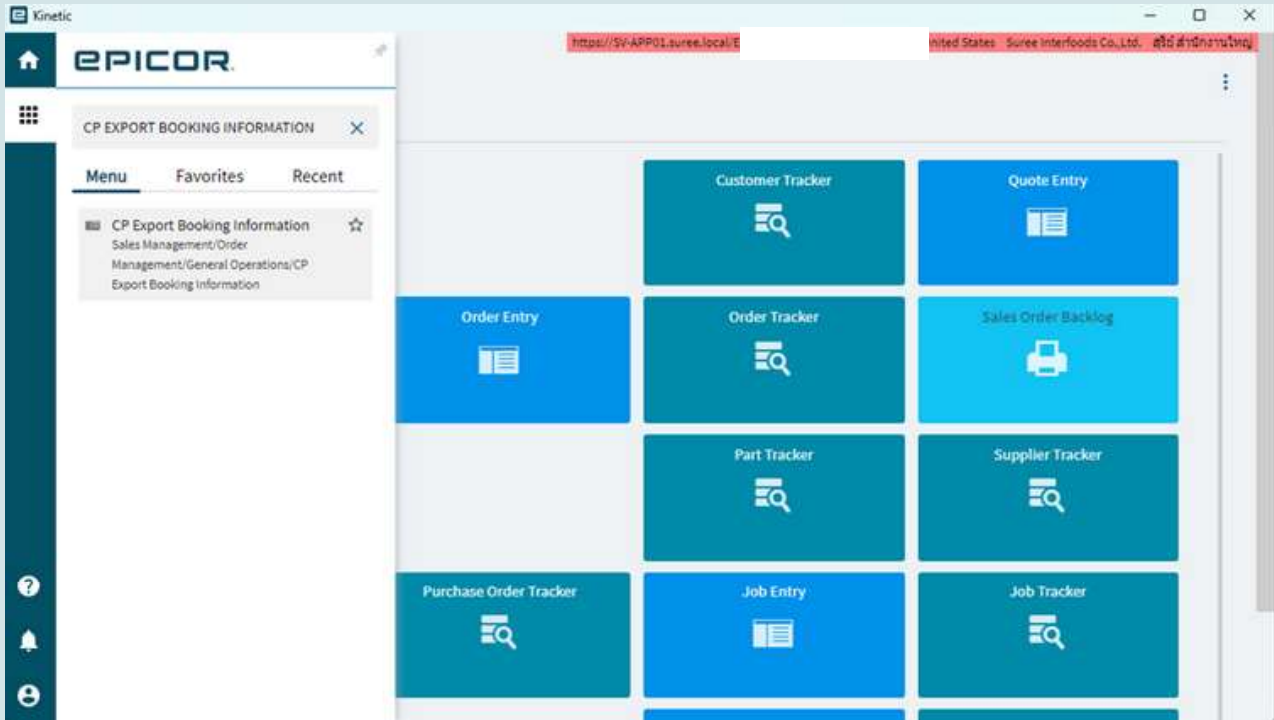 Kinetic
https://SV-APP01.suree.local/E
nited States Suree Interfoods Co.,Ltd. สุรีย์ สำนักงานใหญ่
EPICOR
CP EXPORT BOOKING INFORMATION
Menu Favorites Recent
CP Export Booking Information
Sales Management/Order
Management/General Operations/CP
Export Booking Information
Customer Tracker
Quote Entry
Order Entry
Order Tracker
Sales Order Backlog
Part Tracker
Supplier Tracker
Purchase Order Tracker
Job Entry
Job Tracker